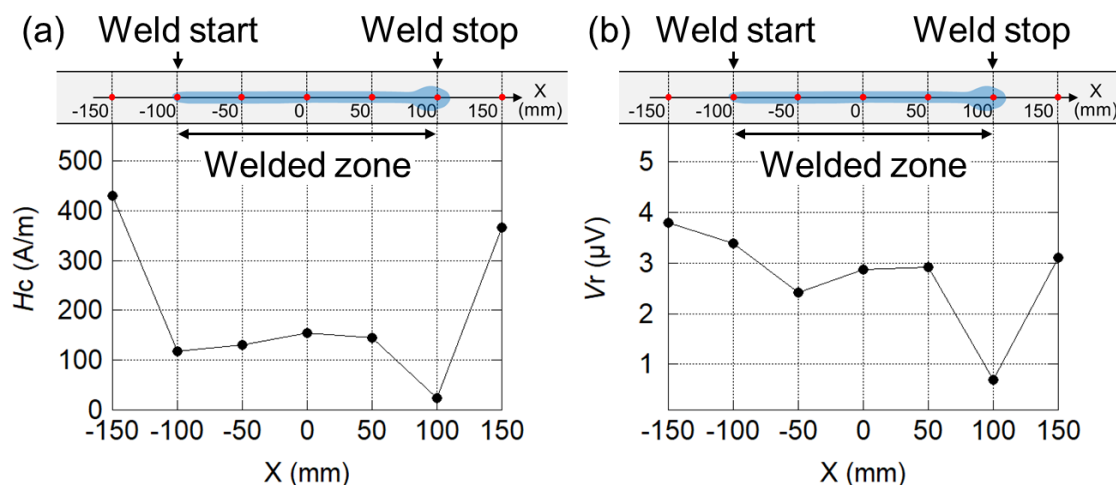 (a) Weld start Weld stop
X
(mm)
-150 -100 -50 0 50 100 150
Welded zone
500
400
300
200
100
0
Hc (A/m)
-150 -100 -50 0 50 100 150
X (mm)
(b) Weld start Weld stop
X
(mm)
-150 -100 -50 0 50 100 150
Welded zone
5
4
3
2
1
Vr (μV)
-150 -100 -50 0 50 100 150
X (mm)